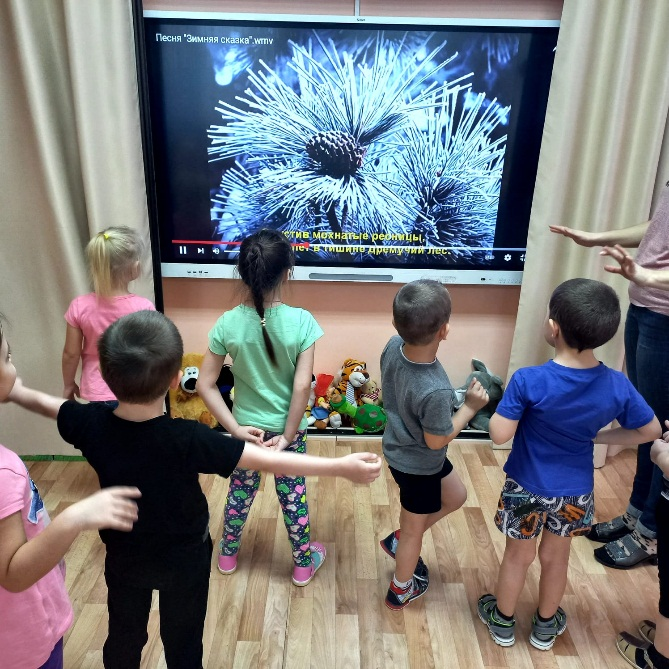 Песня "Зимняя сказка".wmv
мохнатые ресницы,
в тишине дремучий лес.